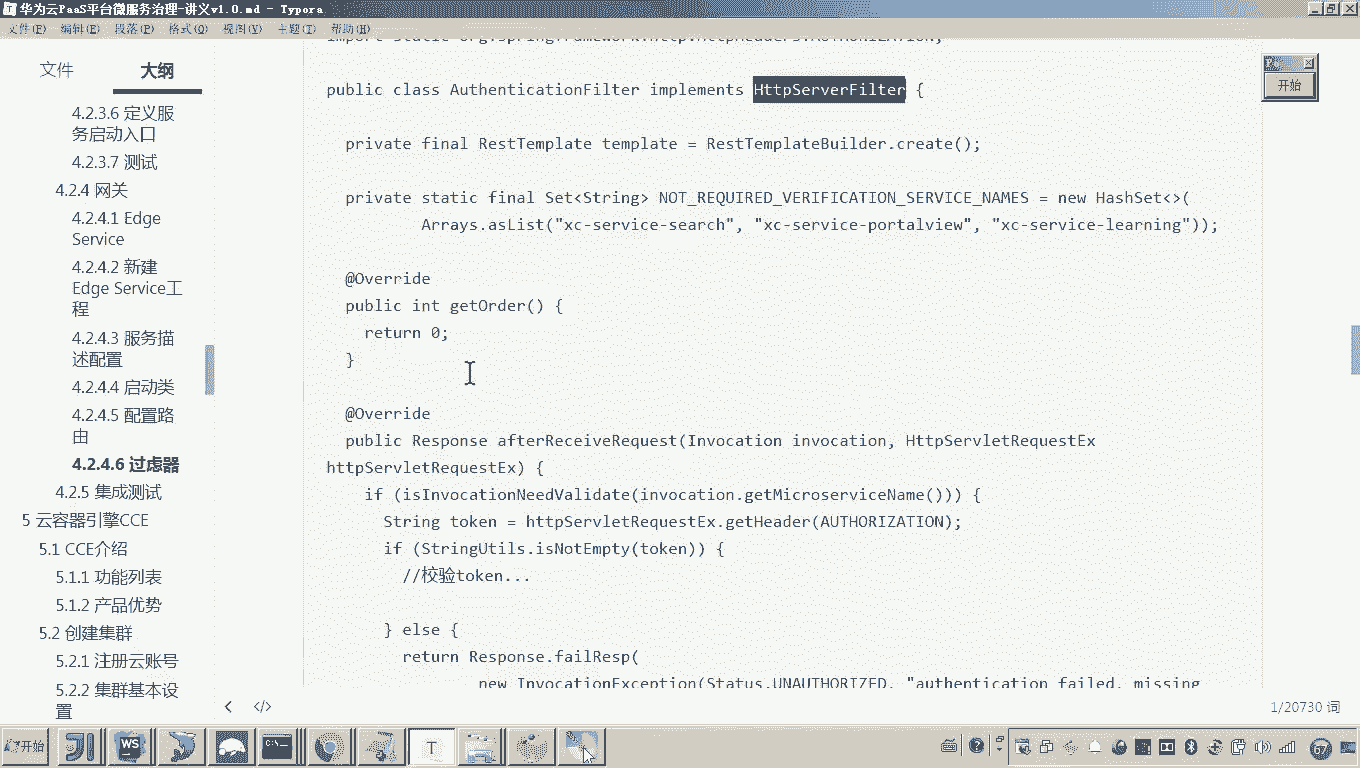 华为云PaaS平台微服务治理-讲义v1.0.md - Typora
文件(F) 编辑(E) 段落(P) 格式(O) 视图(V) 主题(T) 帮助(H)
文件 大纲
4.2.3.6 定义服
务启动入口
4.2.3.7 测试
4.2.4 网关
4.2.4.1 Edge
Service
4.2.4.2 新建
Edge Service工
程
4.2.4.3 服务描
述配置
4.2.4.4 启动类
4.2.4.5 配置路
由
4.2.4.6 过虑器
4.2.5 集成测试
5 云容器引擎CCE
5.1 CCE介绍
5.1.1 功能列表
5.1.2 产品优势
5.2 创建集群
5.2.1 注册云账号
5.2.2 集群基本设
置
import static org.springframework.http.HttpHeaders.AUTHORIZATION;
public class AuthenticationFilter implements HttpServerFilter {
private final RestTemplate template = RestTemplateBuilder.create();
private static final Set<String> NOT_REQUIRED_VERIFICATION_SERVICE_NAMES = new HashSet<>(
Arrays.asList("xc-service-search", "xc-service-portalview", "xc-service-learning"));
@Override
public int getOrder() {
return 0;
}
@Override
public Response afterReceiveRequest(Invocation invocation, HttpServletRequestEx
httpServletRequestEx) {
if (isInvocationNeedValidate(invocation.getMicroserviceName())) {
String token = httpServletRequestEx.getHeader(AUTHORIZATION);
if (StringUtils.isNotEmpty(token)) {
//校验token...
} else {
return Response.failResp(
new InvocationException(Status.UNAUTHORIZED, "authentication failed, missing
开始
1/20730 词
开始
67